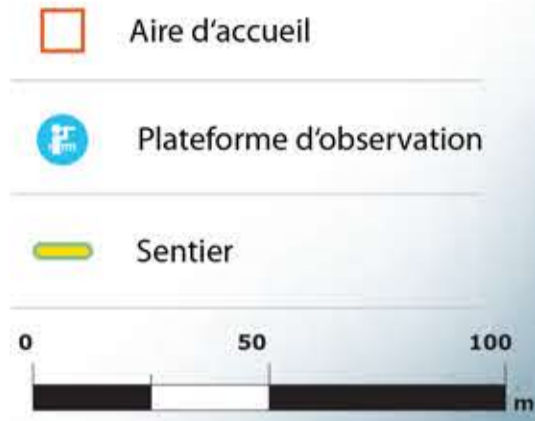 Aire d‘accueil
Plateforme d‘observation
Sentier
0 50 100
m